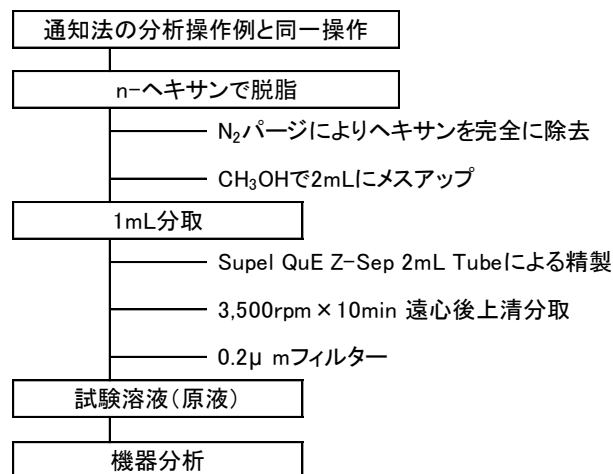 通知法の分析操作例と同一操作
n-ヘキサンで脱脂
N₂パージによりヘキサンを完全に除去
CH₃OHで2mLにメスアップ
1mL分取
Supel QuE Z-Sep 2mL Tubeによる精製
3,500rpm×10min 遠心後上清分取
0.2μ mフィルター
試験溶液(原液)
機器分析